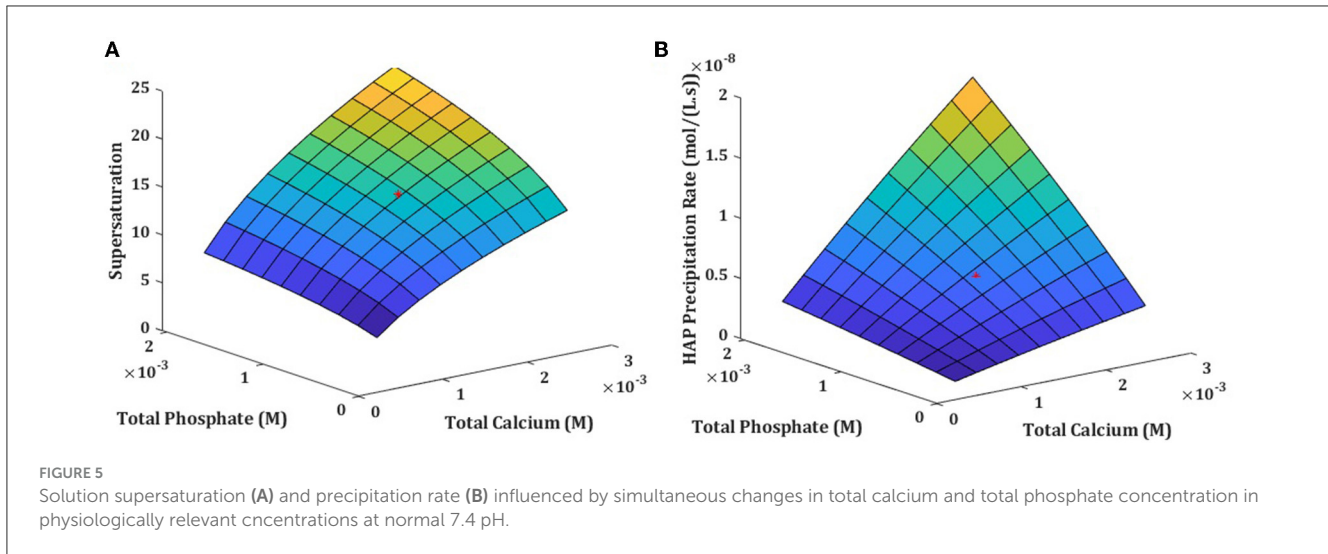 A
B
×10⁻⁸
25
20
15
10
5
0
Supersaturation
2
×10⁻³
1
0
Total Phosphate (M)
0
1
2
3
×10⁻³
Total Calcium (M)
HAP Precipitation Rate (mol/(L.s))
2
1.5
1
0.5
0
2
×10⁻³
1
0
Total Phosphate (M)
0
1
2
3
×10⁻³
Total Calcium (M)
FIGURE 5
Solution supersaturation (A) and precipitation rate (B) influenced by simultaneous changes in total calcium and total phosphate concentration in
physiologically relevant cncentrations at normal 7.4 pH.